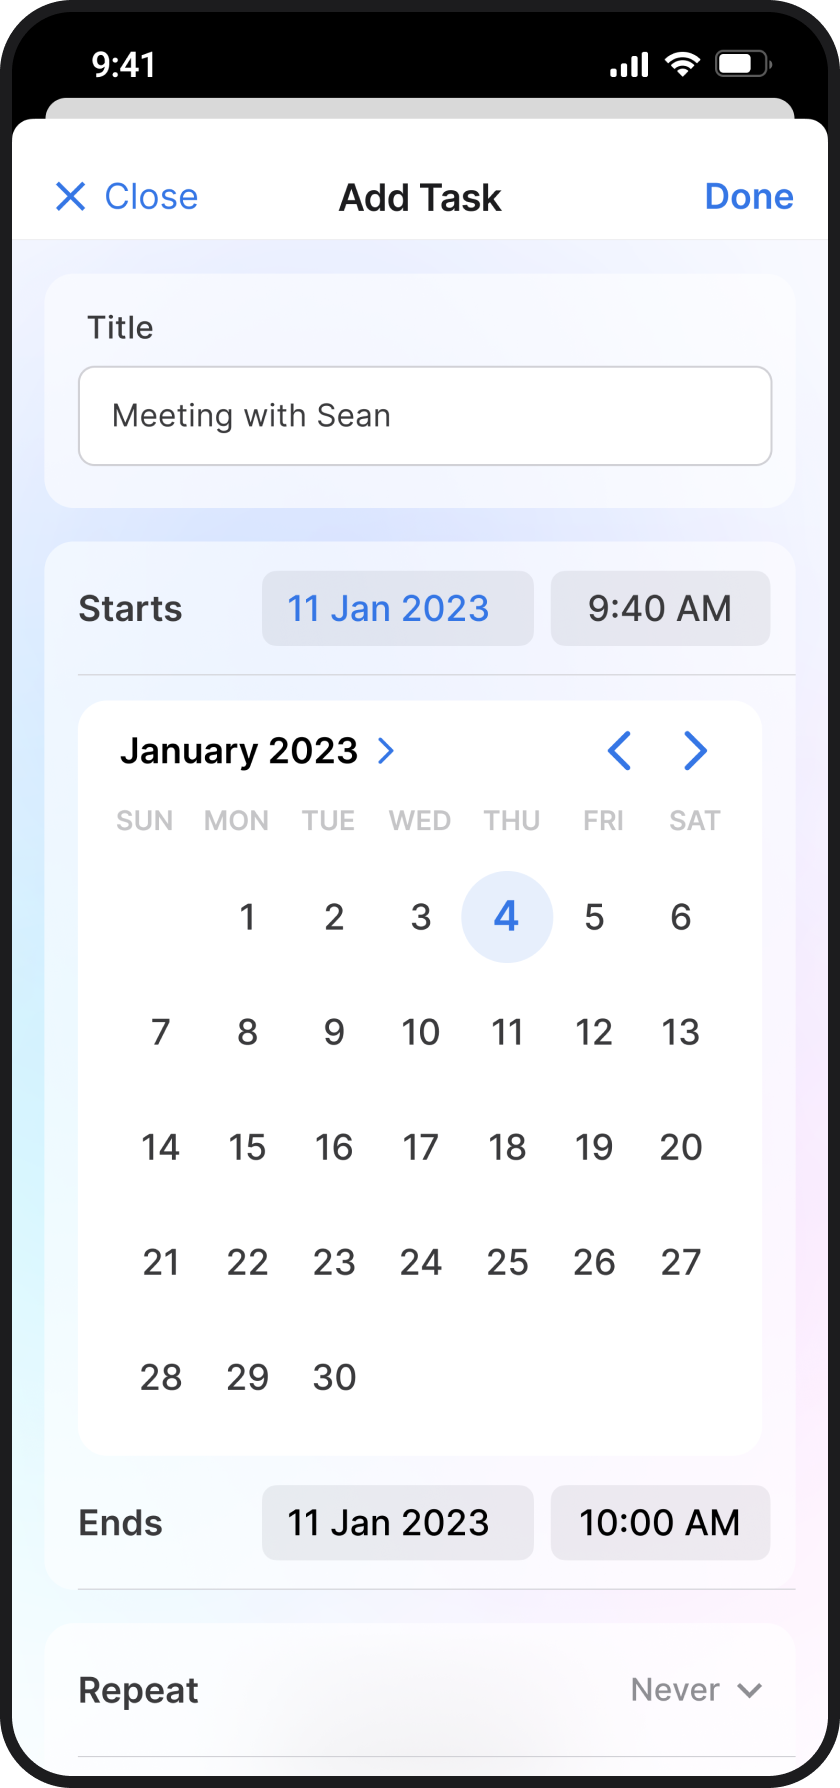 9:41
Close Add Task Done
Title
Meeting with Sean
Starts 11 Jan 2023 9:40 AM
January 2023
SUN MON TUE WED THU FRI SAT
1 2 3 4 5 6
7 8 9 10 11 12 13
14 15 16 17 18 19 20
21 22 23 24 25 26 27
28 29 30
Ends 11 Jan 2023 10:00 AM
Repeat Never